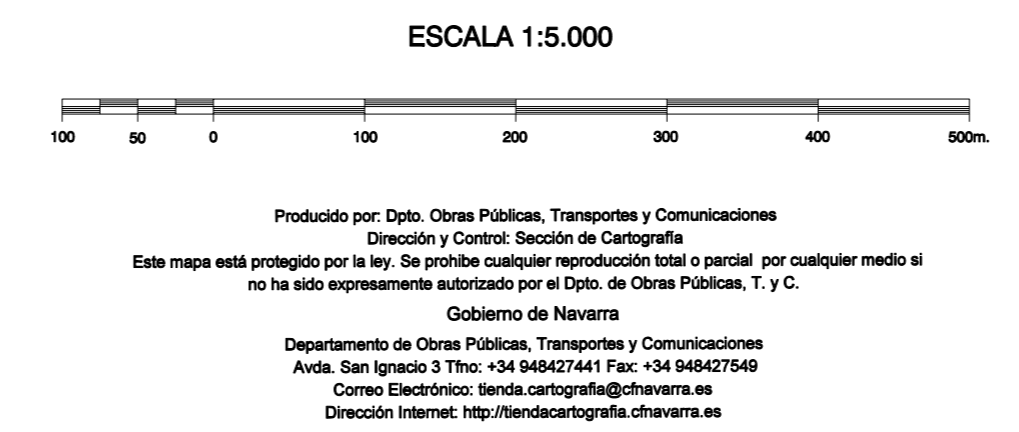 ESCALA 1:5.000
100 50 0 100 200 300 400 500m.
Producido por: Dpto. Obras Públicas, Transportes y Comunicaciones
Dirección y Control: Sección de Cartografía
Este mapa está protegido por la ley. Se prohibe cualquier reproducción total o parcial por cualquier medio si
no ha sido expresamente autorizado por el Dpto. de Obras Públicas, T. y C.
Gobierno de Navarra
Departamento de Obras Públicas, Transportes y Comunicaciones
Avda. San Ignacio 3 Tfno: +34 948427441 Fax: +34 948427549
Correo Electrónico: tienda.cartografia@cfnavarra.es
Dirección Internet: http://tiendacartografia.cfnavarra.es